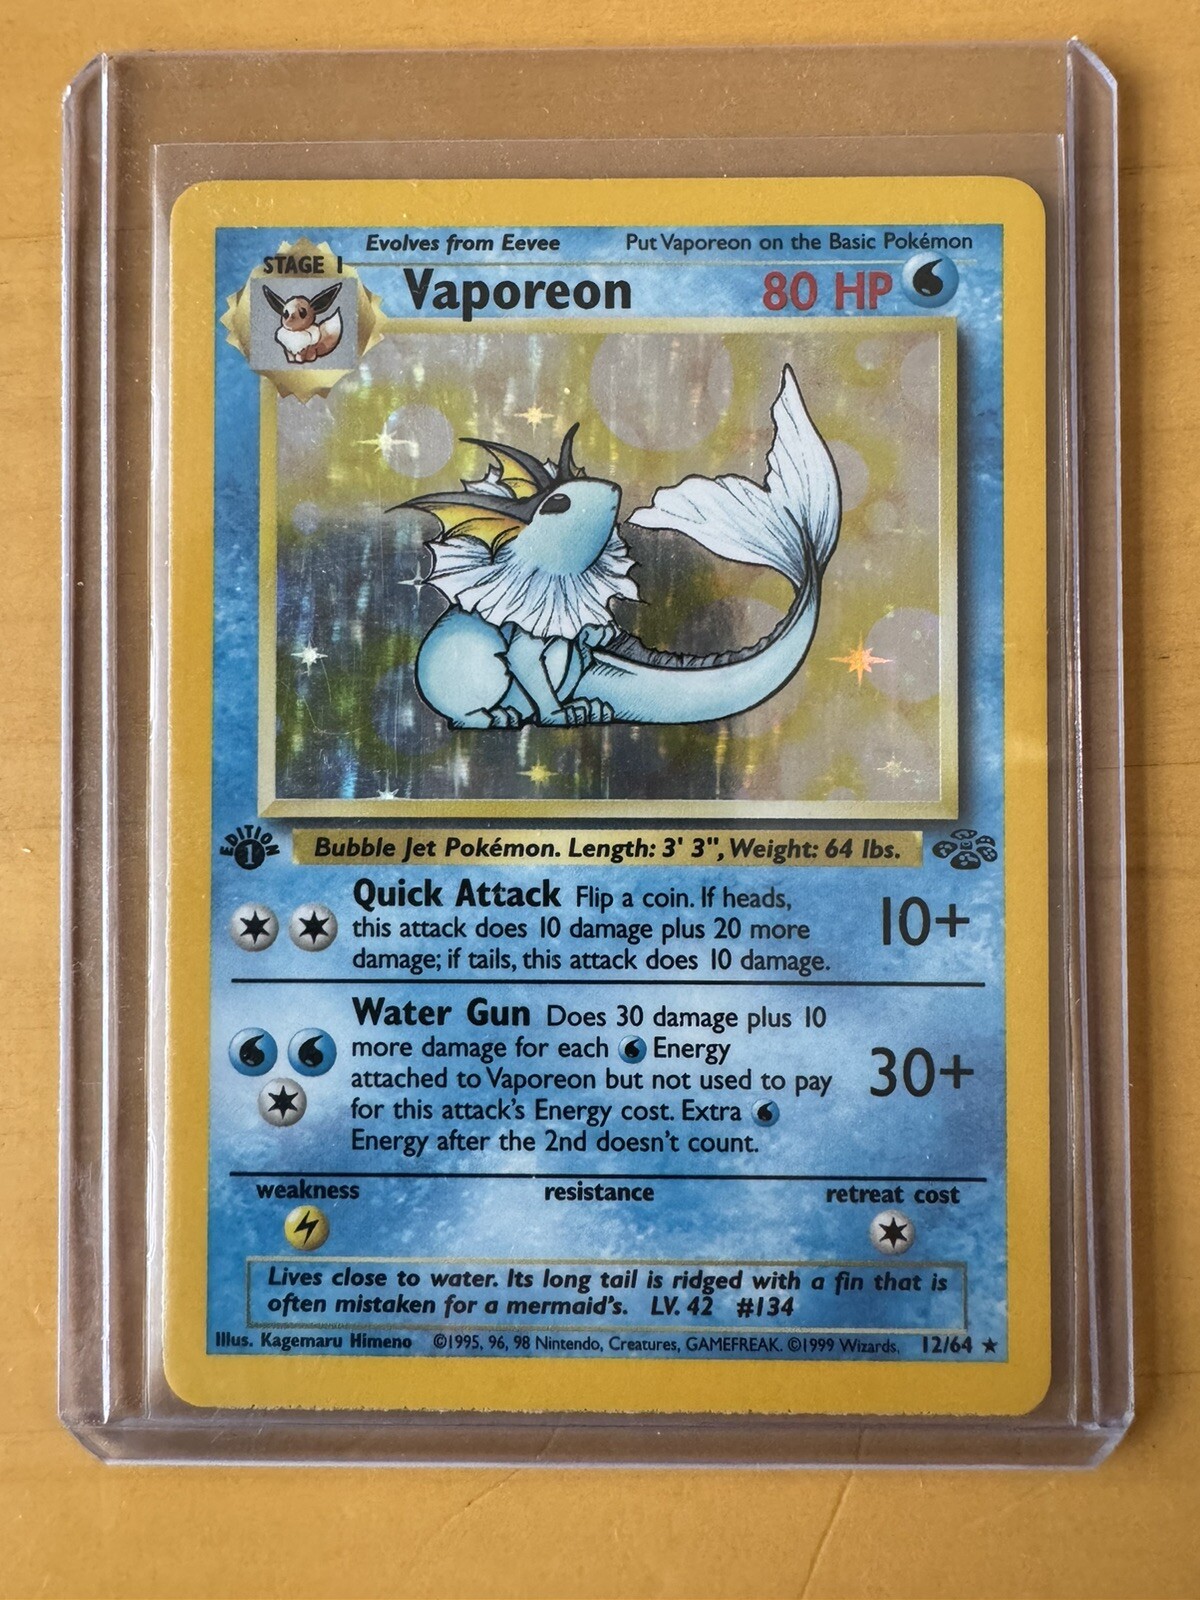 Evolves from Eevee
Put Vaporeon on the Basic Pokémon
STAGE 1
Vaporeon
80 HP
EDITION
1
Bubble Jet Pokémon. Length: 3' 3", Weight: 64 lbs.
Quick Attack Flip a coin. If heads,
this attack does 10 damage plus 20 more
damage; if tails, this attack does 10 damage.
10+
Water Gun Does 30 damage plus 10
more damage for each Energy
attached to Vaporeon but not used to pay
for this attack's Energy cost. Extra
Energy after the 2nd doesn't count.
30+
weakness
resistance
retreat cost
Lives close to water. Its long tail is ridged with a fin that is
often mistaken for a mermaid's. LV. 42 #134
Illus. Kagemaru Himeno ©1995, 96, 98 Nintendo, Creatures, GAMEFREAK. ©1999 Wizards. 12/64 ★